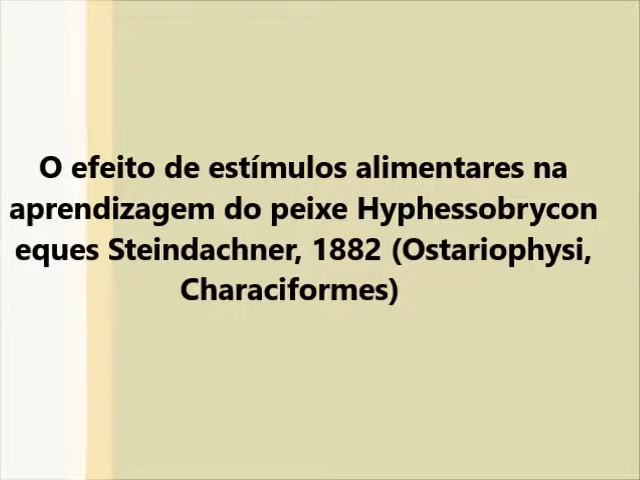 O efeito de estímulos alimentares na
aprendizagem do peixe Hyphessobrycon
eques Steindachner, 1882 (Ostariophysi,
Characiformes)